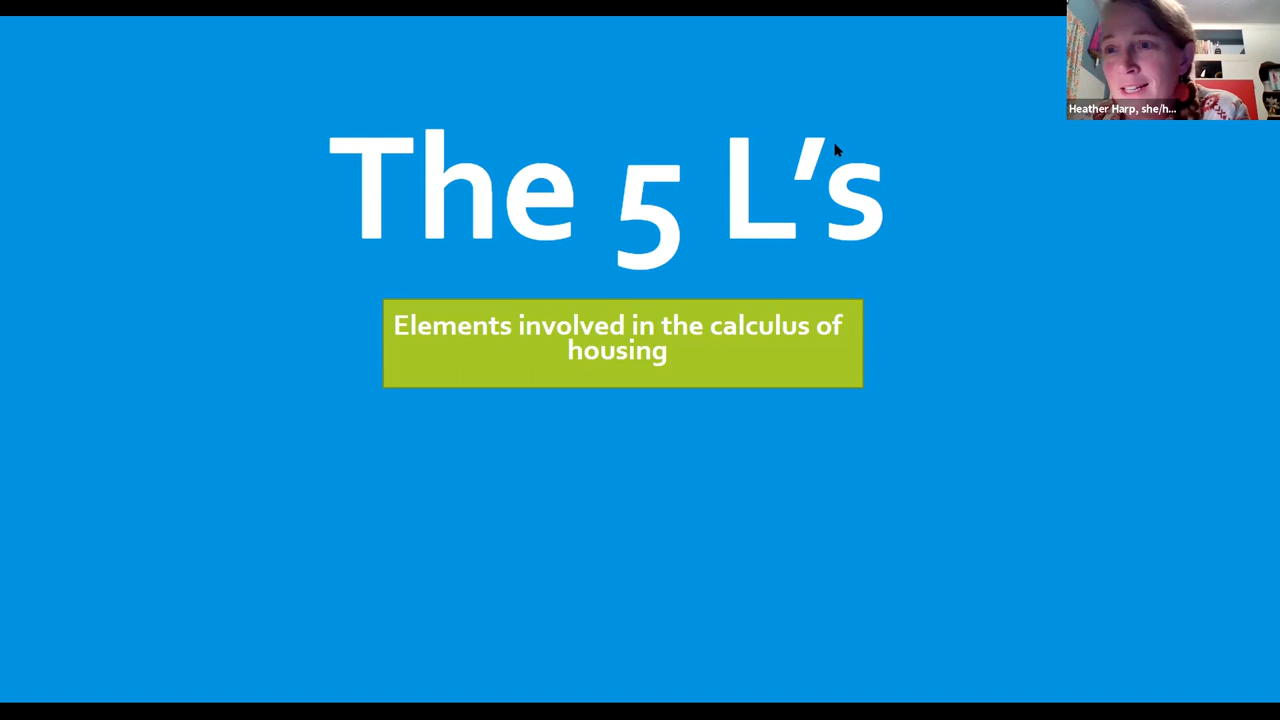 Heather Harp, she/h...
The 5 L's
Elements involved in the calculus of
housing